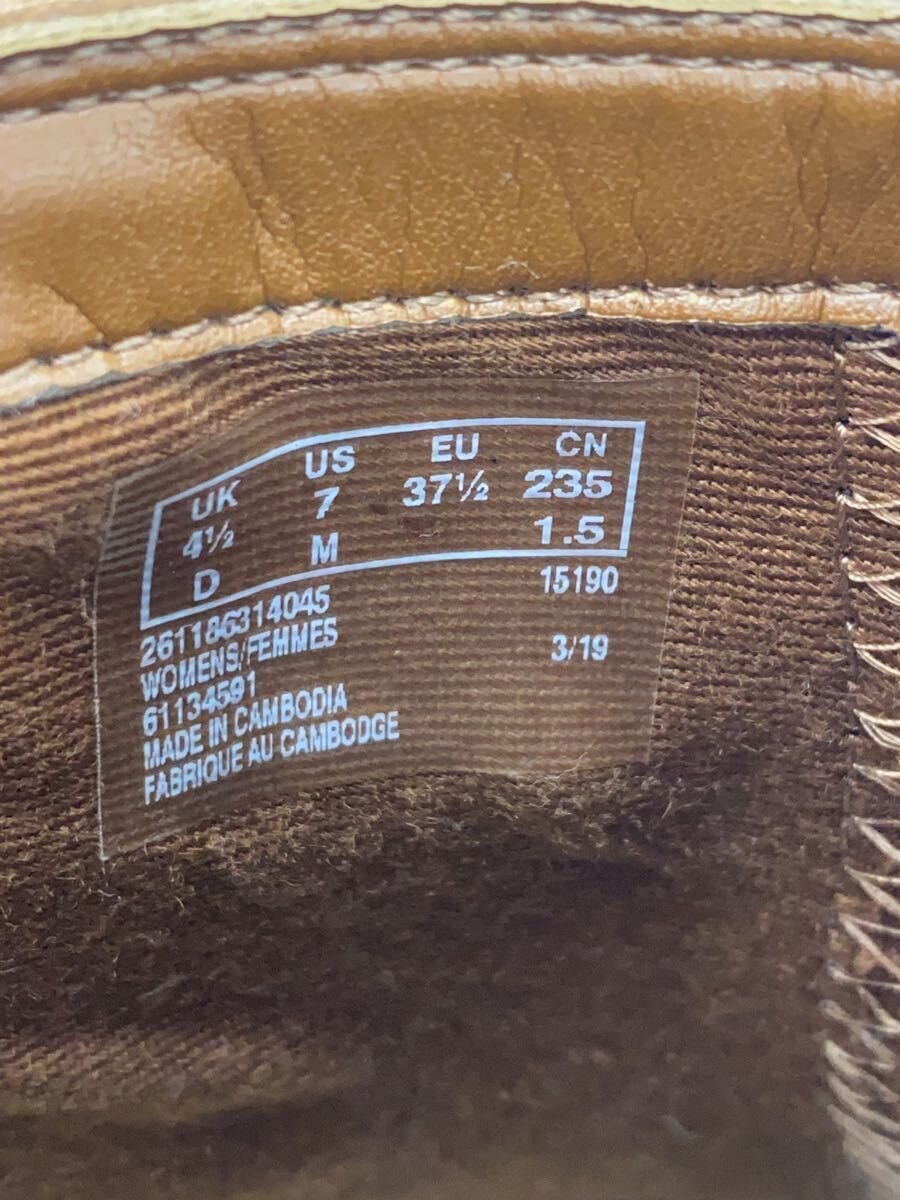 UK US EU CN
4½ 7 37½ 235
D M 1.5
261186314045 15190
WOMENS/FEMMES 3/19
61134591
MADE IN CAMBODIA
FABRIQUE AU CAMBODGE